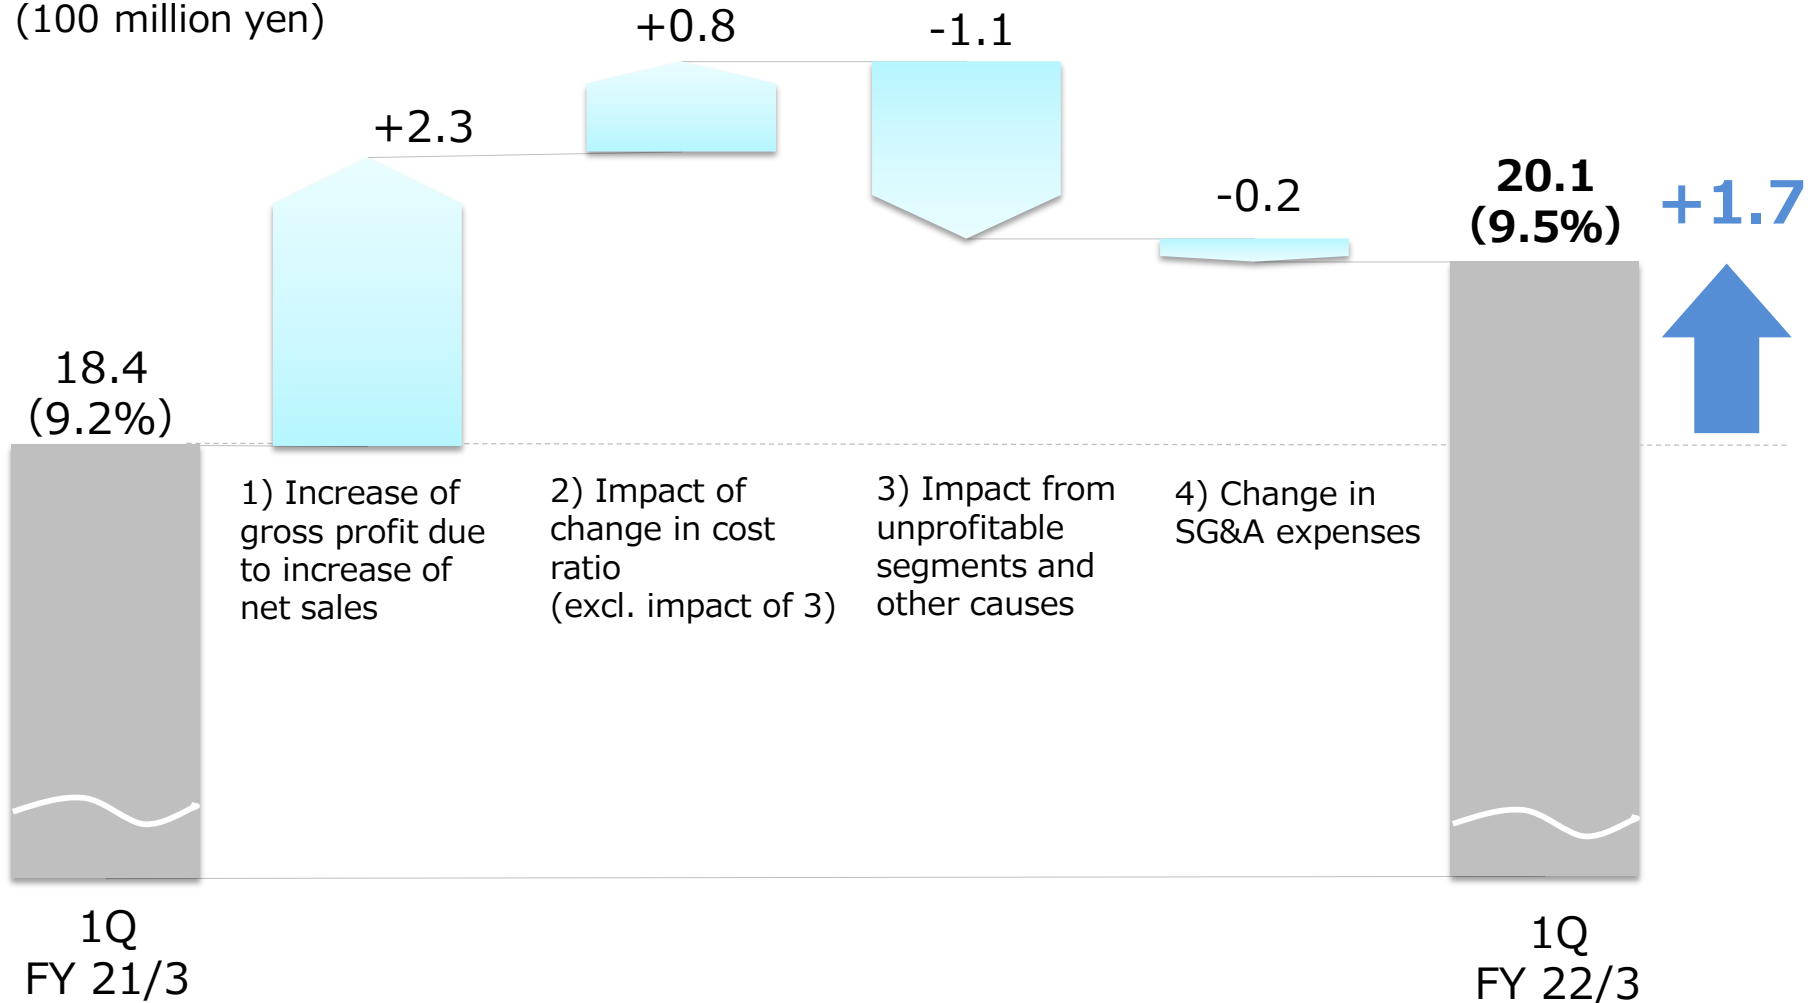 (100 million yen)
+0.8
-1.1
+2.3
-0.2
20.1
(9.5%)
+1.7
18.4
(9.2%)
1) Increase of
gross profit due
to increase of
net sales
2) Impact of
change in cost
ratio
(excl. impact of 3)
3) Impact from
unprofitable
segments and
other causes
4) Change in
SG&A expenses
1Q
FY 21/3
1Q
FY 22/3